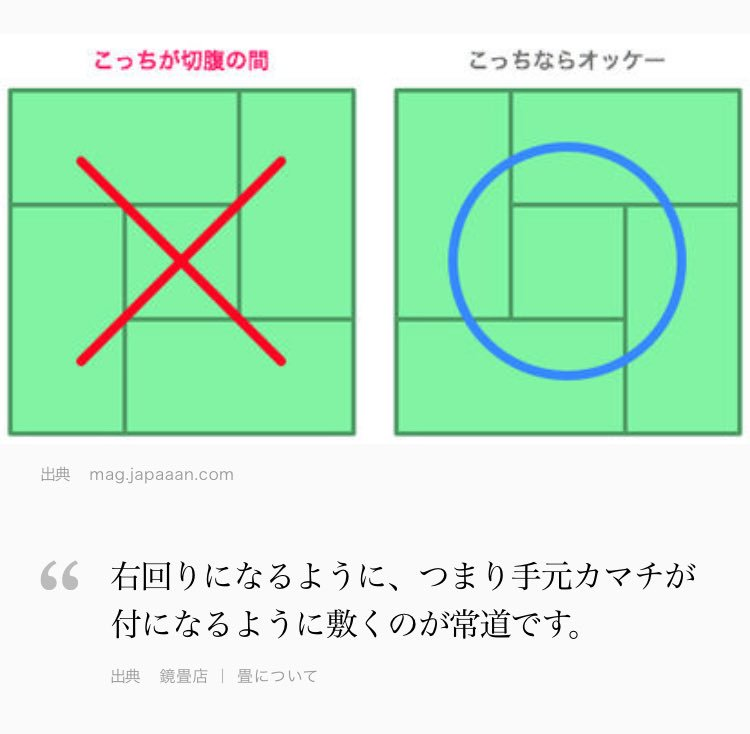 こっちが切腹の間
こっちならオッケー
出典 mag.japaaan.com
“
右回りになるように、つまり手元カマチが
付になるように敷くのが常道です。
出典 鏡畳店 | 畳について